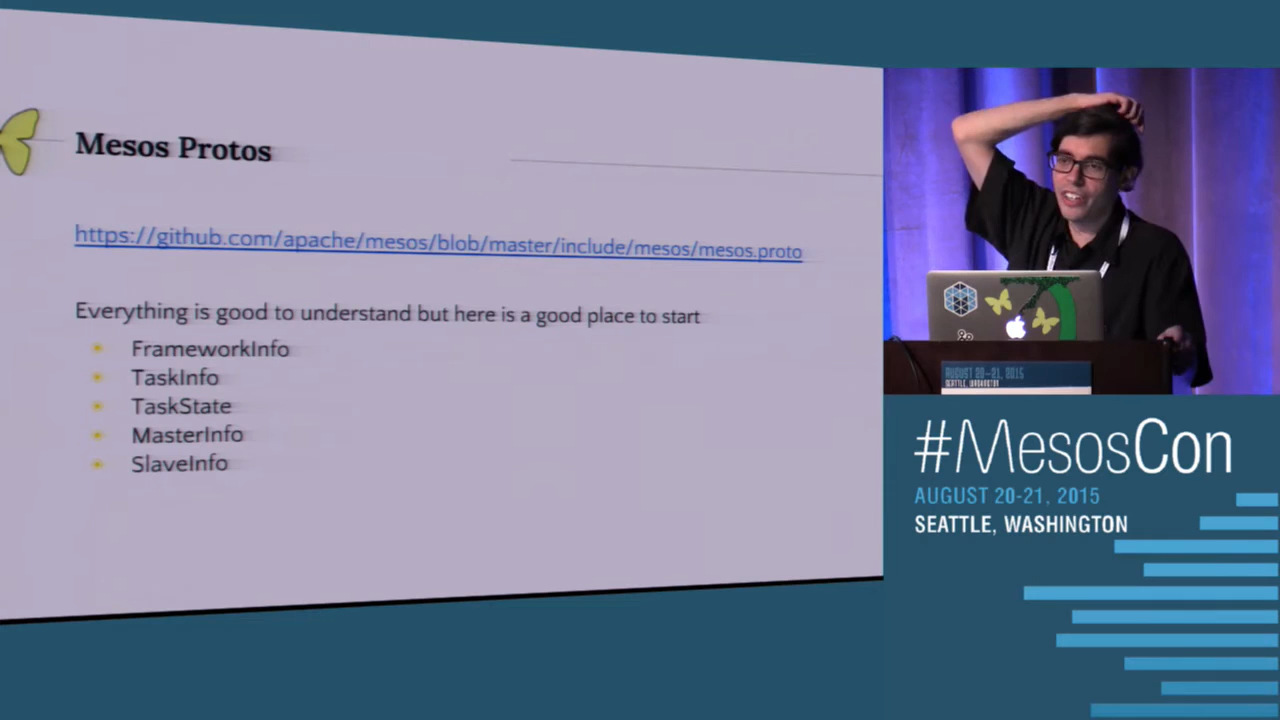 Mesos Protos
https://github.com/apache/mesos/blob/master/include/mesos/mesos.proto
Everything is good to understand but here is a good place to start
FrameworkInfo
TaskInfo
TaskState
MasterInfo
SlaveInfo
AUGUST 20-21, 2015
SEATTLE, WASHINGTON
#MesosCon
AUGUST 20-21, 2015
SEATTLE, WASHINGTON